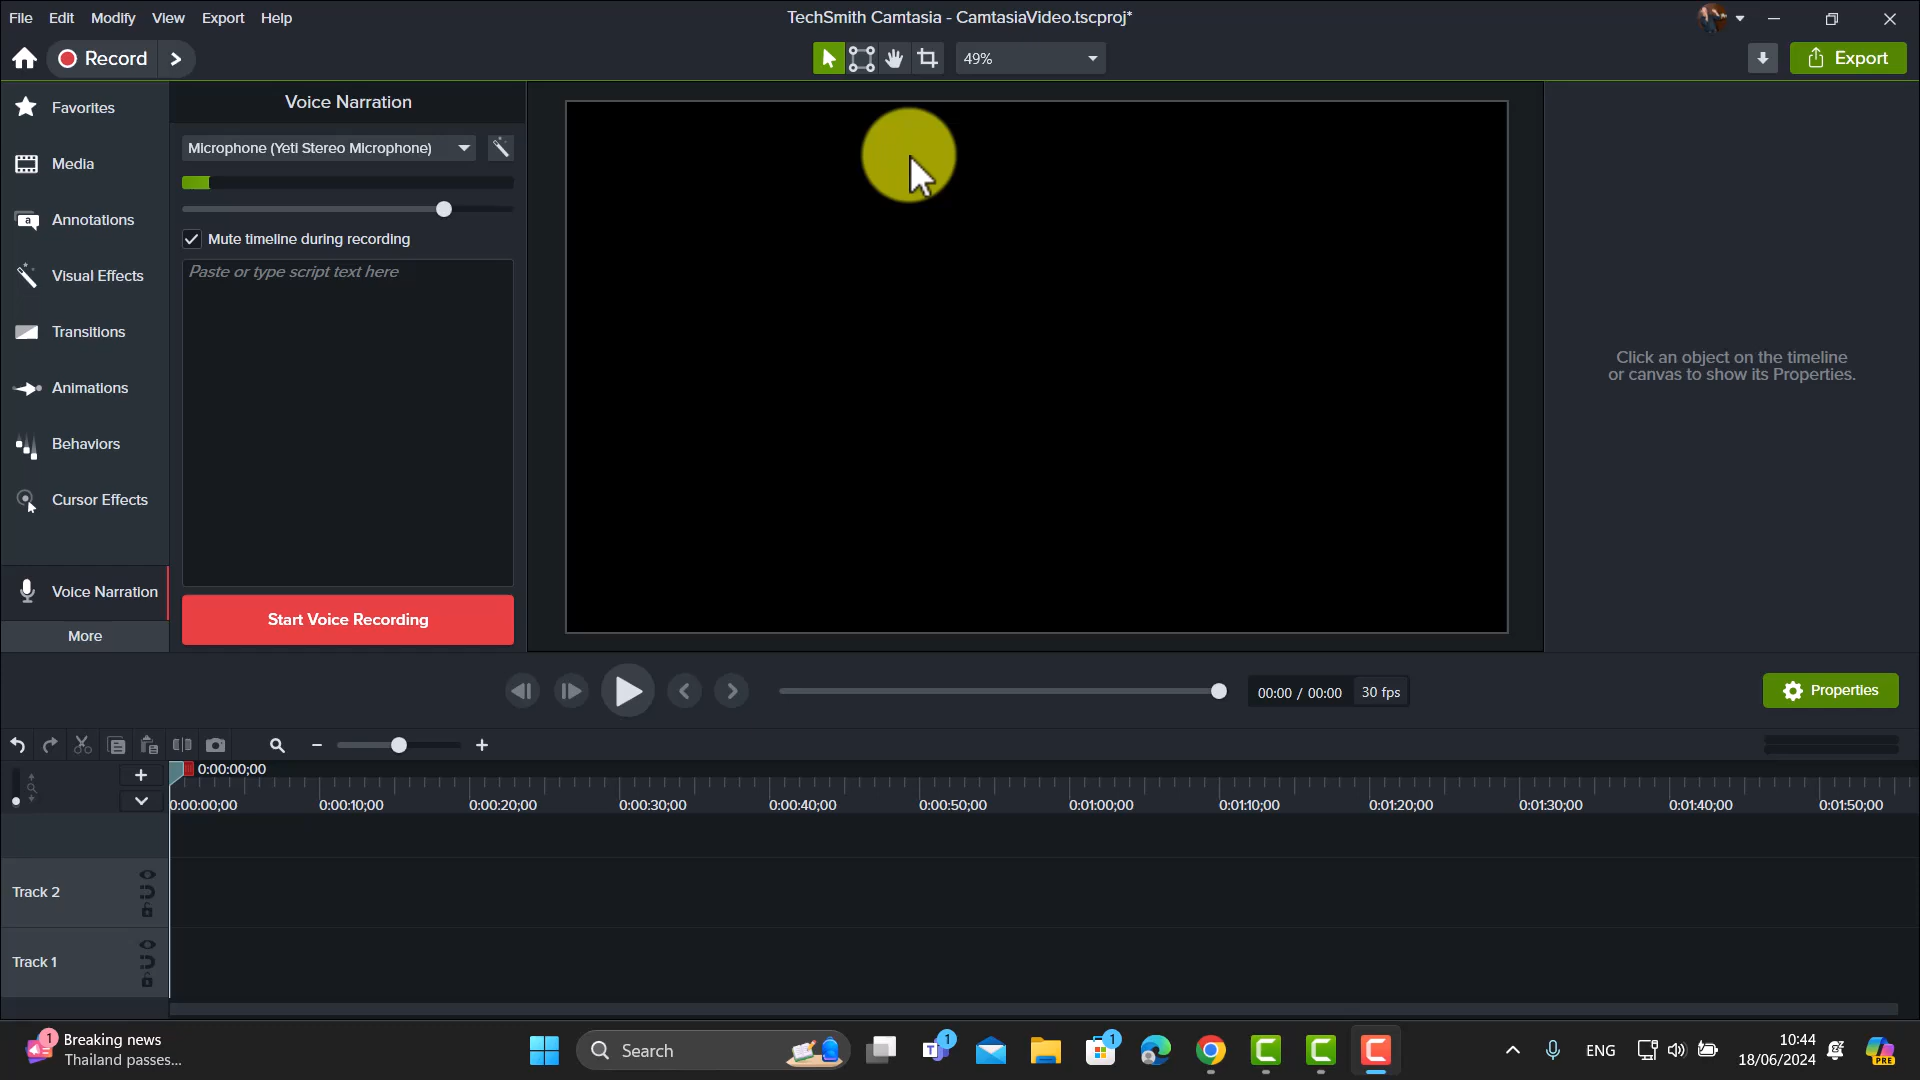 File Edit Modify View Export Help
TechSmith Camtasia - CamtasiaVideo.tscproj*
Record
49%
Export
Favorites
Media
Annotations
Visual Effects
Transitions
Animations
Behaviors
Cursor Effects
Voice Narration
More
Voice Narration
Microphone (Yeti Stereo Microphone)
Mute timeline during recording
Paste or type script text here
Start Voice Recording
Click an object on the timeline
or canvas to show its Properties.
00:00 / 00:00 30 fps
Properties
0:00:00;00
0:00:00;00 0:00:10;00 0:00:20;00 0:00:30;00 0:00:40;00 0:00:50;00 0:01:00;00 0:01:10;00 0:01:20;00 0:01:30;00 0:01:40;00 0:01:50;00
Track 2
Track 1
1
Breaking news
Thailand passes...
Search
1
1
ENG
10:44
18/06/2024
PRE